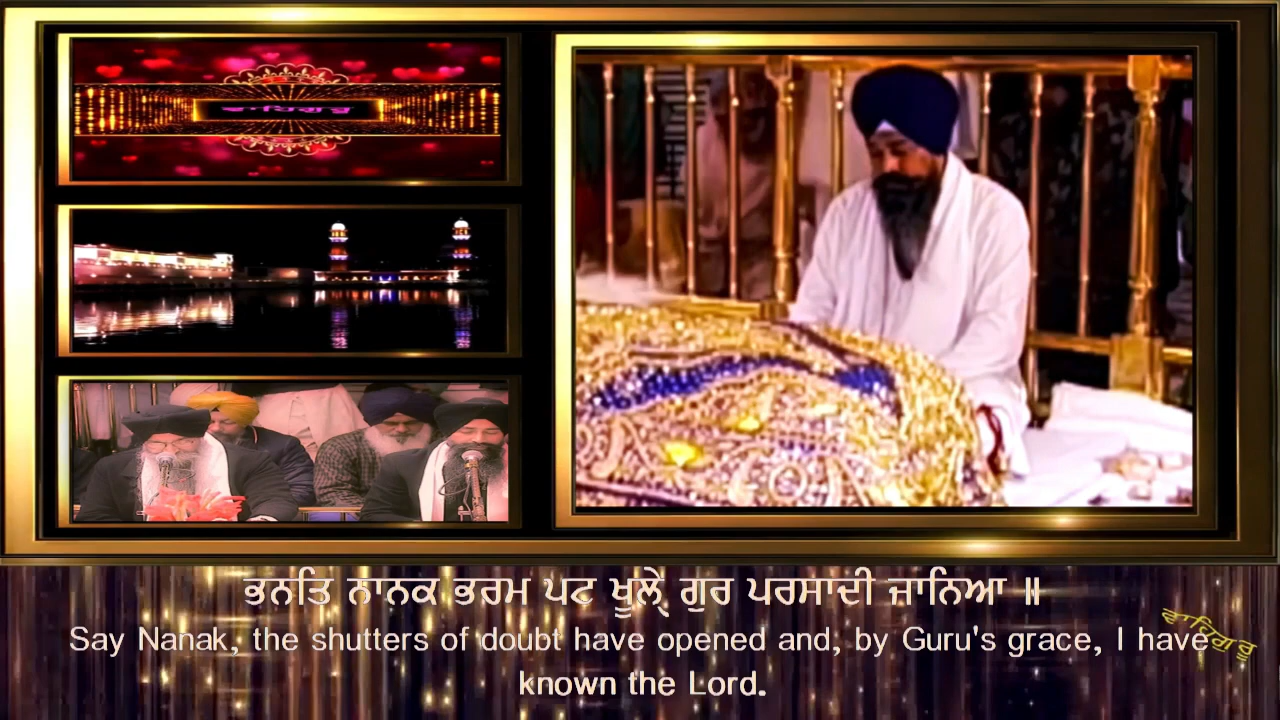 ਵਾਹਿਗੁਰੂ
ਭਨਤਿ ਨਾਨਕ ਭਰਮ ਪਟ ਖੂਲੇ੍ ਗੁਰ ਪਰਸਾਦੀ ਜਾਨਿਆ ॥
Say Nanak, the shutters of doubt have opened and, by Guru's grace, I have
known the Lord.
ਵਾਹਿਗੁਰੂ